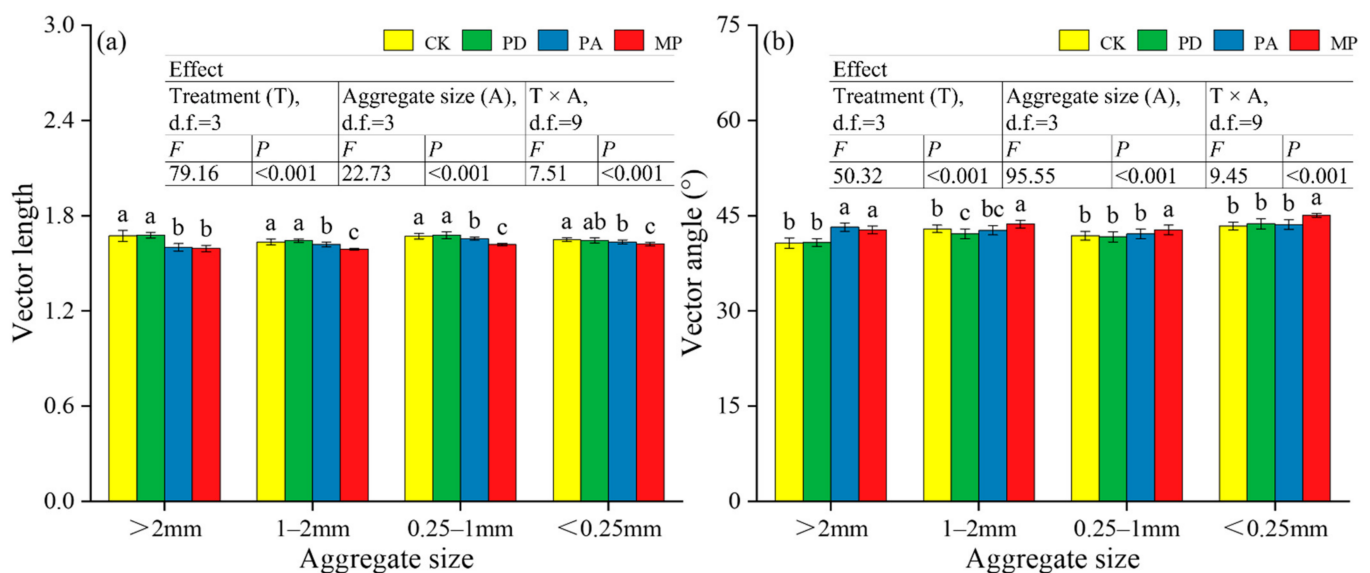 (a)
CK PD PA MP
Effect
Treatment (T), d.f.=3 Aggregate size (A), d.f.=3 T × A, d.f.=9
F P F P F P
79.16 <0.001 22.73 <0.001 7.51 <0.001
3.0
2.4
1.8
1.2
0.6
0.0
Vector length
a a b b
a a b c
a a b c
a ab b c
>2mm 1–2mm 0.25–1mm <0.25mm
Aggregate size
(b)
CK PD PA MP
Effect
Treatment (T), d.f.=3 Aggregate size (A), d.f.=3 T × A, d.f.=9
F P F P F P
50.32 <0.001 95.55 <0.001 9.45 <0.001
75
60
45
30
15
0
Vector angle (°)
b b a a
b c bc a
b b b a
b b b a
>2mm 1–2mm 0.25–1mm <0.25mm
Aggregate size